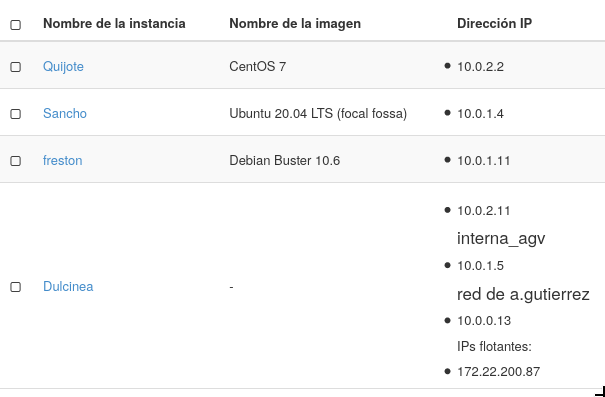 Nombre de la instancia Nombre de la imagen Dirección IP
Quijote CentOS 7 10.0.2.2
Sancho Ubuntu 20.04 LTS (focal fossa) 10.0.1.4
freston Debian Buster 10.6 10.0.1.11
10.0.2.11
interna_agv
10.0.1.5
Dulcinea -
red de a.gutierrez
10.0.0.13
IPs flotantes:
172.22.200.87